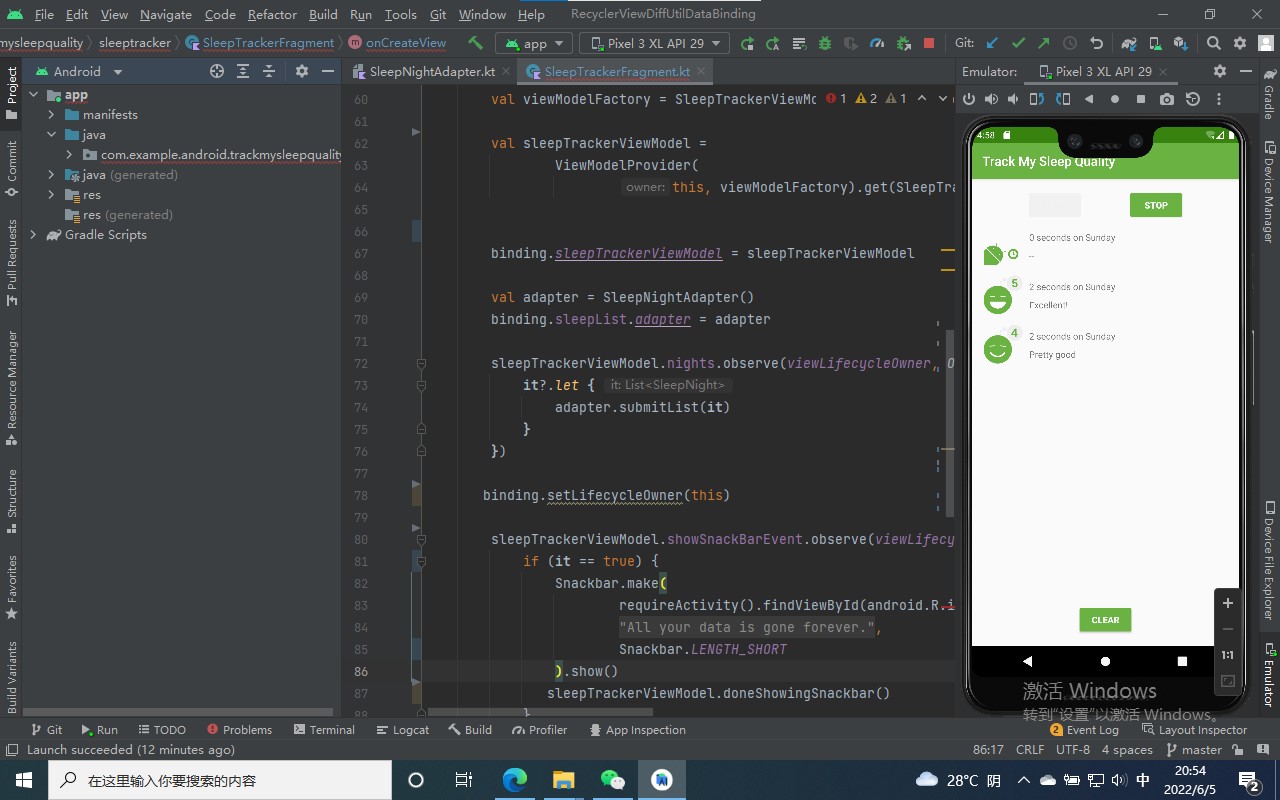 File Edit View Navigate Code Refactor Build Run Tools Git Window Help RecyclerViewDiffUtilDataBinding
mysleepquality sleeptracker SleepTrackerFragment onCreateView app Pixel 3 XL API 29 Git:
Project
Commit
Pull Requests
Resource Manager
Structure
Favorites
Build Variants
Android
app
manifests
java
com.example.android.trackmysleepquality
java (generated)
res
res (generated)
Gradle Scripts
SleepNightAdapter.kt SleepTrackerFragment.kt
1 2 1
60 val viewModelFactory = SleepTrackerViewMo
61
62 val sleepTrackerViewModel =
63 ViewModelProvider(
64 owner: this, viewModelFactory).get(SleepTra
65
66
67 binding.sleepTrackerViewModel = sleepTrackerViewModel
68
69 val adapter = SleepNightAdapter()
70 binding.sleepList.adapter = adapter
71
72 sleepTrackerViewModel.nights.observe(viewLifecycleOwner, O
73 it?.let { it: List<SleepNight>
74 adapter.submitList(it)
75 }
76 })
77
78 binding.setLifecycleOwner(this)
79
80 sleepTrackerViewModel.showSnackBarEvent.observe(viewLifecy
81 if (it == true) {
82 Snackbar.make(
83 requireActivity().findViewById(android.R.i
84 "All your data is gone forever.",
85 Snackbar.LENGTH_SHORT
86 ).show()
87 sleepTrackerViewModel.doneShowingSnackbar()
88 }
Emulator: Pixel 3 XL API 29
4:58
Track My Sleep Quality
STOP
0 seconds on Sunday
--
5
2 seconds on Sunday
Excellent!
4
2 seconds on Sunday
Pretty good
CLEAR
1:1
激活 Windows
转到"设置"以激活 Windows。
Gradle
Device Manager
Device File Explorer
Emulator
Git Run TODO Problems Terminal Logcat Build Profiler App Inspection 2 Event Log Layout Inspector
Launch succeeded (12 minutes ago) 86:17 CRLF UTF-8 4 spaces master
在这里输入你要搜索的内容
28°C 阴
中
20:54
2022/6/5
2